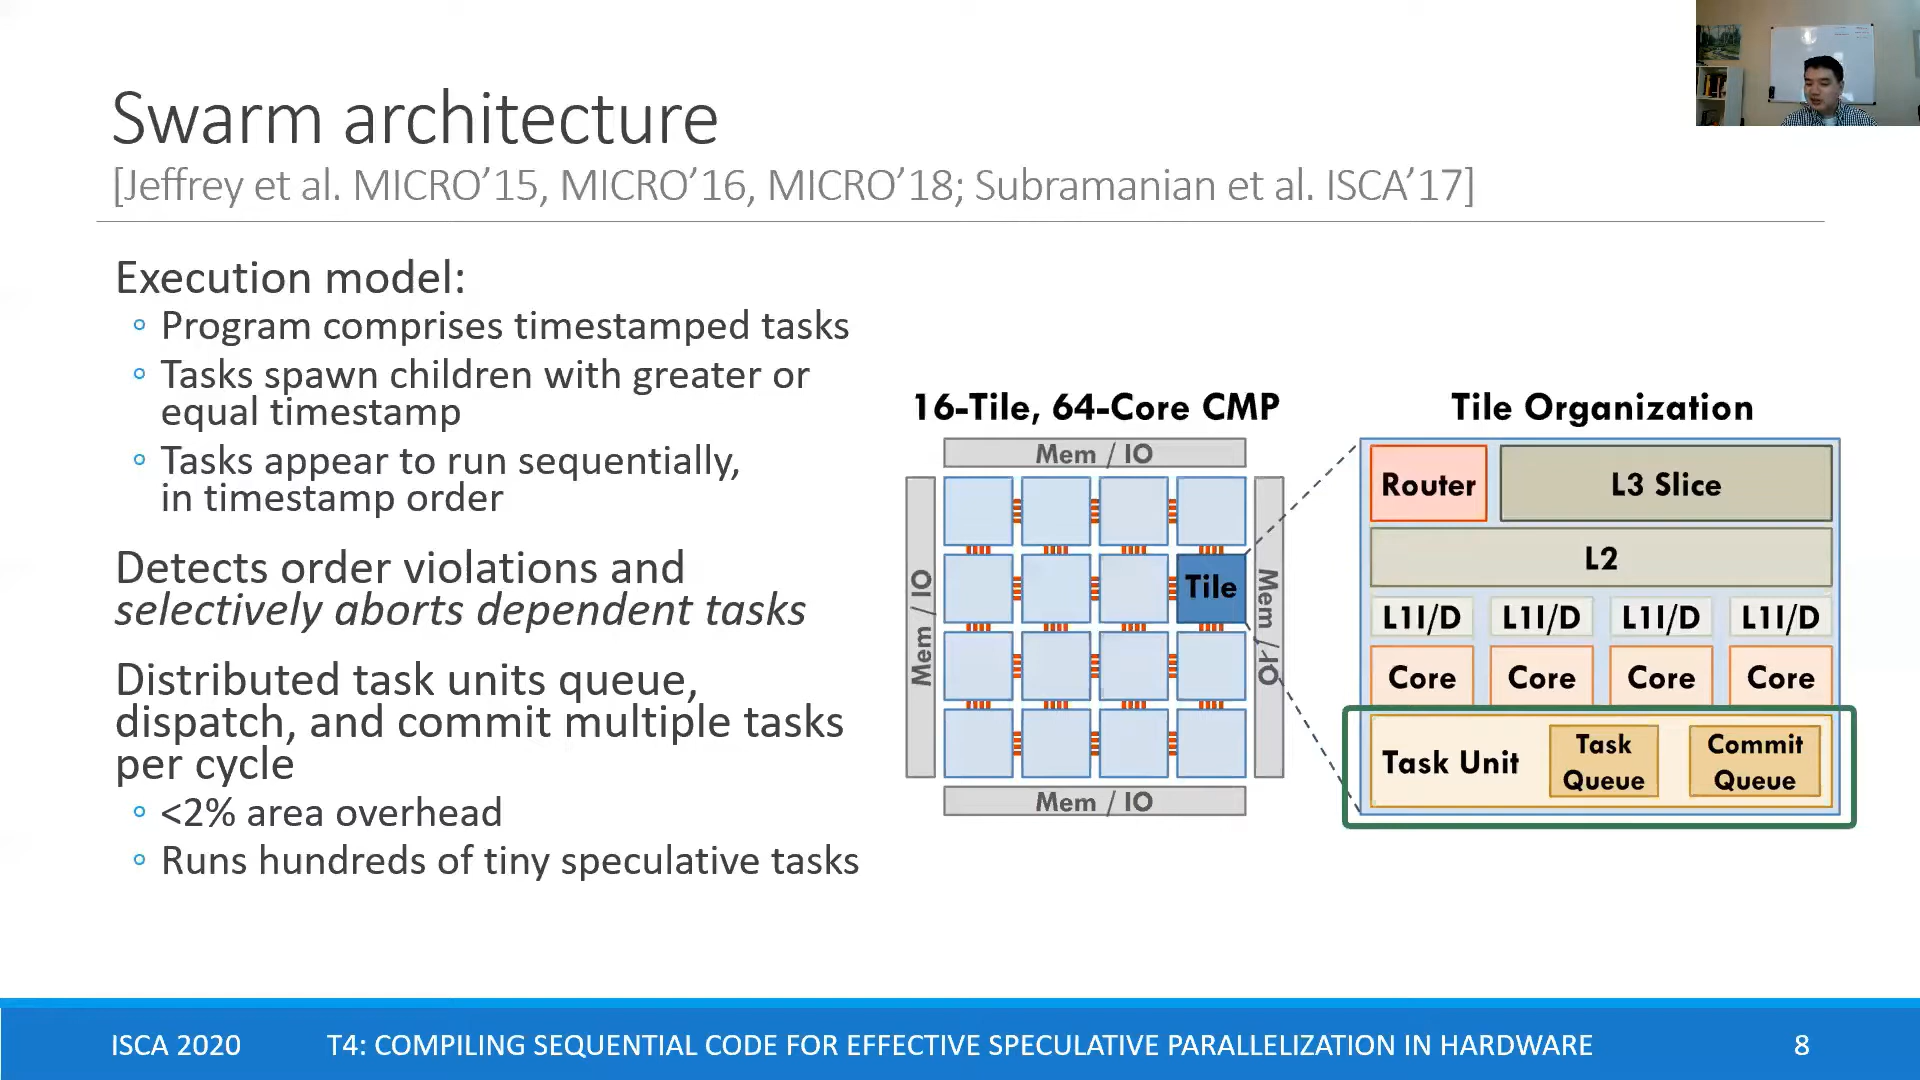 Swarm architecture
[Jeffrey et al. MICRO’15, MICRO’16, MICRO’18; Subramanian et al. ISCA’17]
Execution model:
Program comprises timestamped tasks
Tasks spawn children with greater or
equal timestamp
Tasks appear to run sequentially,
in timestamp order
Detects order violations and
selectively aborts dependent tasks
Distributed task units queue,
dispatch, and commit multiple tasks
per cycle
<2% area overhead
Runs hundreds of tiny speculative tasks
16-Tile, 64-Core CMP
Mem / IO
Mem / IO
Tile
Mem / IO
Mem / IO
Tile Organization
Router
L3 Slice
L2
L1I/D L1I/D L1I/D L1I/D
Core Core Core Core
Task Unit
Task
Queue
Commit
Queue
ISCA 2020 T4: COMPILING SEQUENTIAL CODE FOR EFFECTIVE SPECULATIVE PARALLELIZATION IN HARDWARE 8